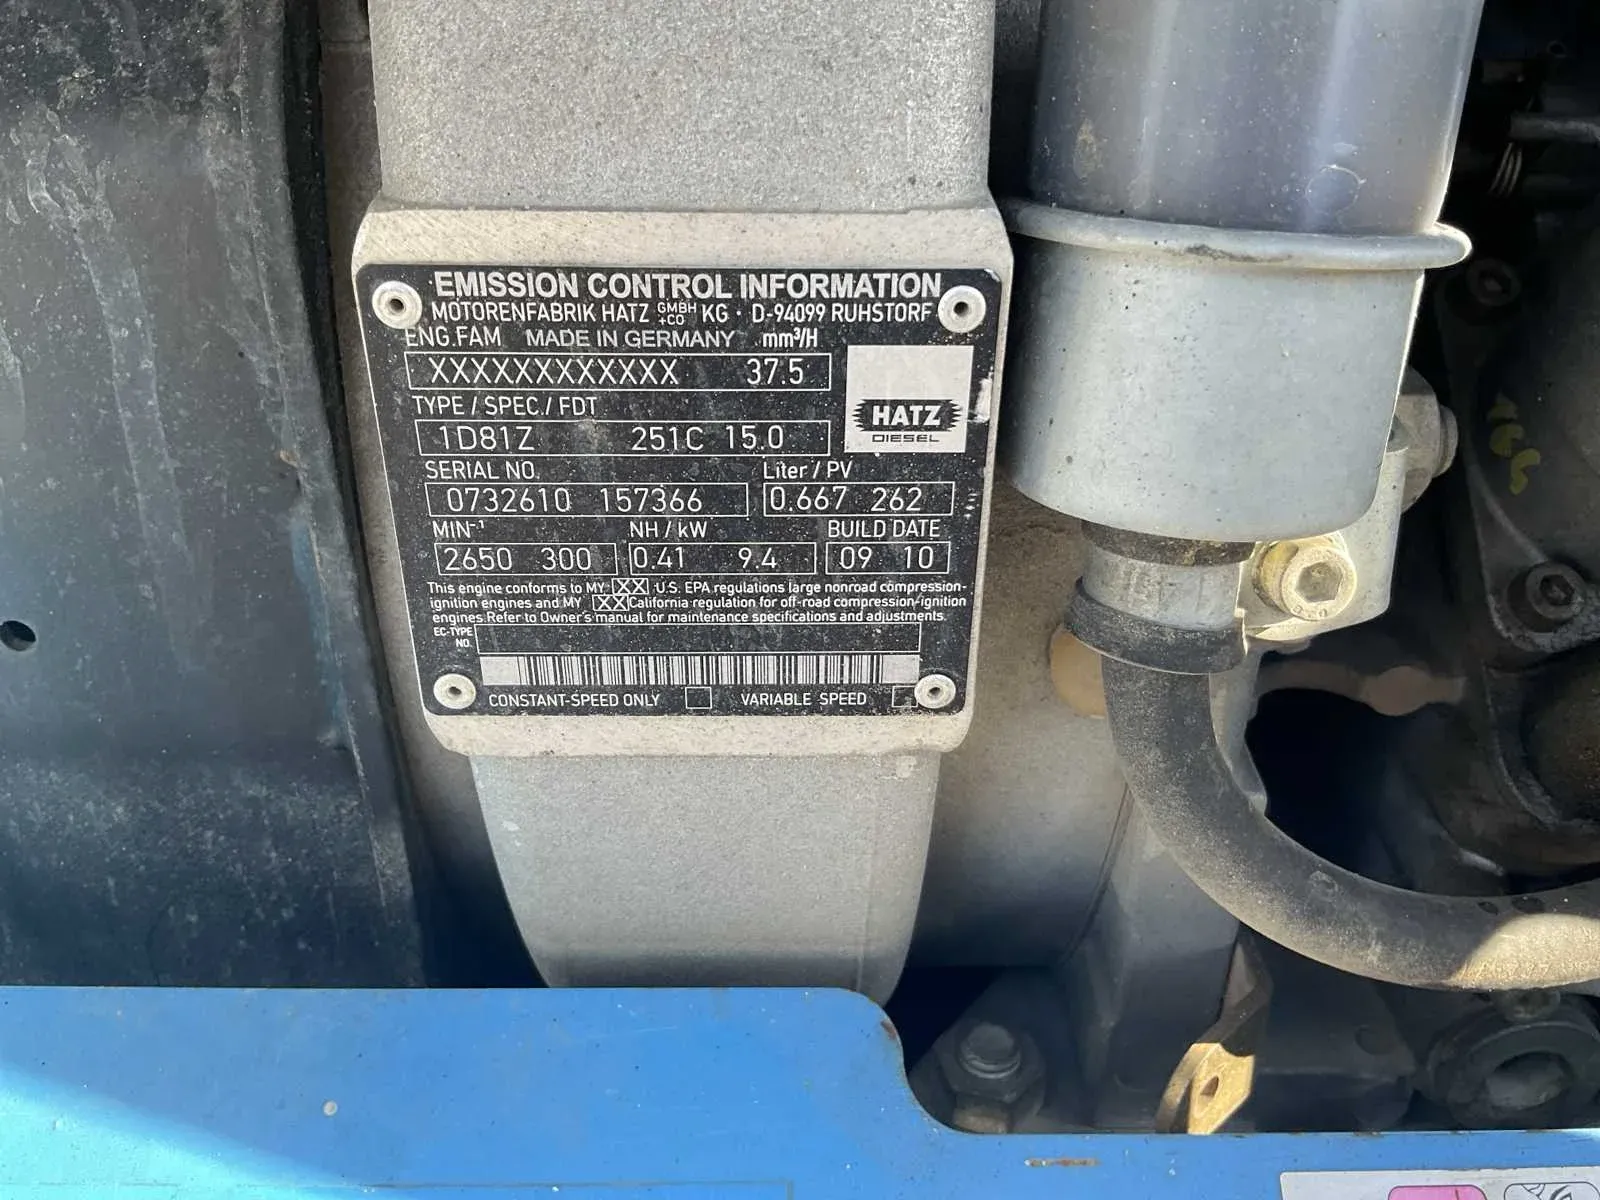 EMISSION CONTROL INFORMATION
MOTORENFABRIK HATZ GMBH +CO KG · D-94099 RUHSTORF
ENG.FAM MADE IN GERMANY mm³/H
XXXXXXXXXXXX 37.5
TYPE / SPEC./ FDT
1D81Z 251C 15.0
HATZ
DIESEL
SERIAL NO. Liter / PV
0732610 157366 0.667 262
MIN⁻¹ NH / kW BUILD DATE
2650 300 0.41 9.4 09 10
This engine conforms to MY XX U.S. EPA regulations large nonroad compression-
ignition engines and MY XX California regulation for off-road compression-ignition
engines.Refer to Owner's manual for maintenance specifications and adjustments.
EC-TYPE
NO.
CONSTANT-SPEED ONLY VARIABLE SPEED